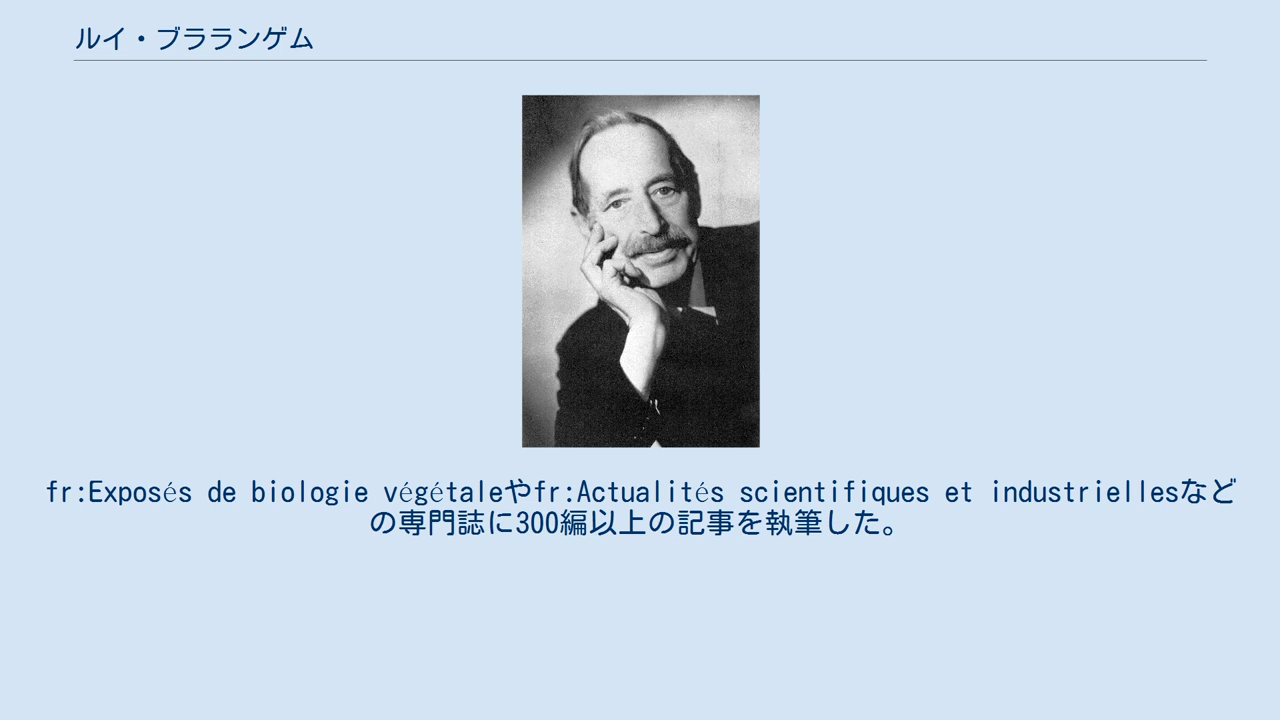 ルイ・ブラランゲム
fr:Exposés de biologie végétaleやfr:Actualités scientifiques et industriellesなど
の専門誌に300編以上の記事を執筆した。